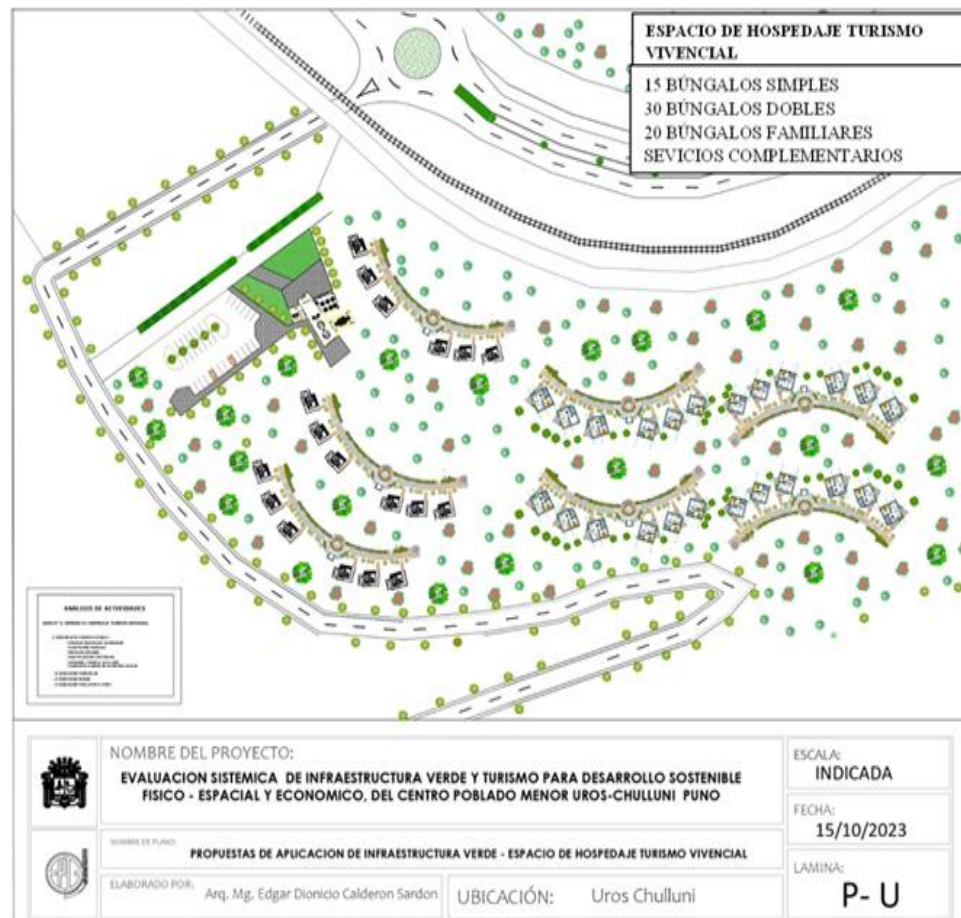 ESPACIO DE HOSPEDAJE TURISMO
VIVENCIAL
15 BÚNGALOS SIMPLES
30 BÚNGALOS DOBLES
20 BÚNGALOS FAMILIARES
SEVICIOS COMPLEMENTARIOS
ANÁLISIS DE ACTIVIDADES
NOMBRE DEL PROYECTO:
EVALUACION SISTEMICA DE INFRAESTRUCTURA VERDE Y TURISMO PARA DESARROLLO SOSTENIBLE
FISICO - ESPACIAL Y ECONOMICO, DEL CENTRO POBLADO MENOR UROS-CHULLUNI PUNO
NOMBRE DE PLANO:
PROPUESTAS DE APLICACION DE INFRAESTRUCTURA VERDE - ESPACIO DE HOSPEDAJE TURISMO VIVENCIAL
ELABORADO POR: Arq. Mg. Edgar Dionicio Calderon Sardon
UBICACIÓN: Uros Chulluni
ESCALA:
INDICADA
FECHA:
15/10/2023
LAMINA:
P- U